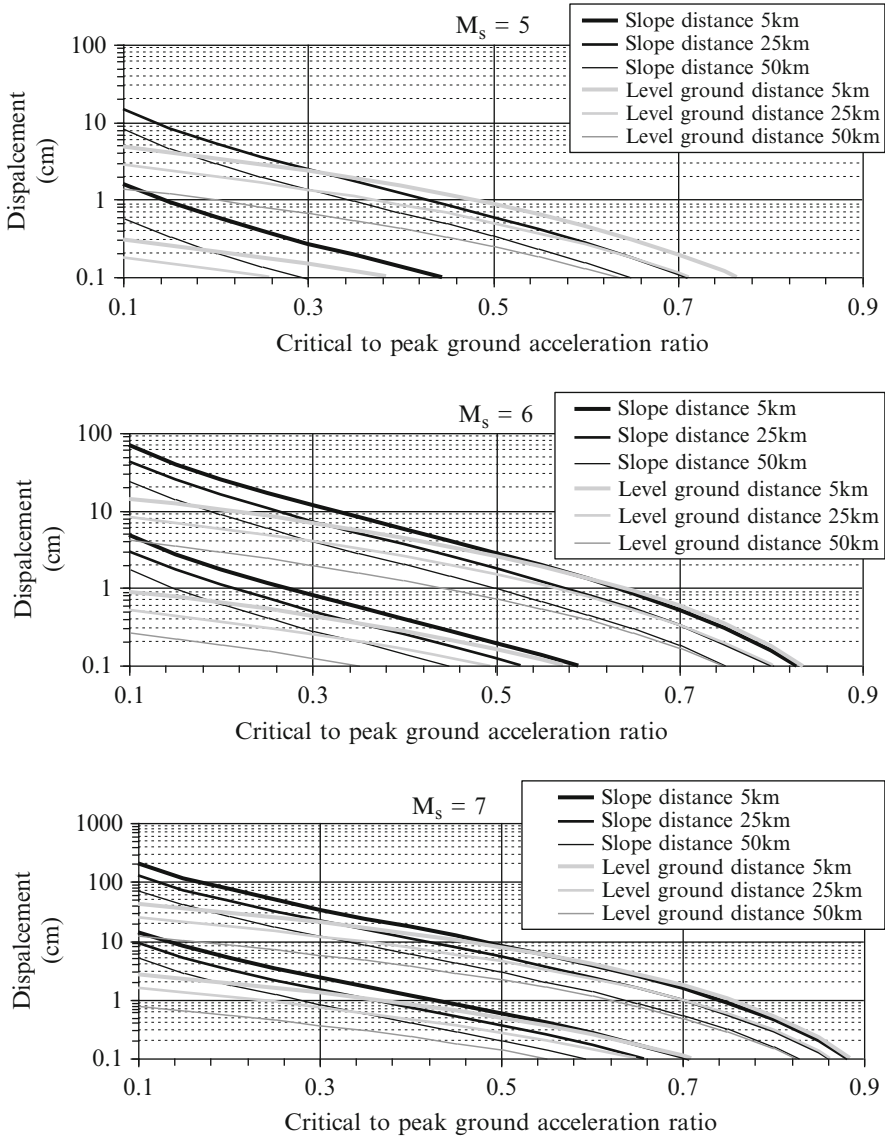 M_s = 5
Slope distance 5km
Slope distance 25km
Slope distance 50km
Level ground distance 5km
Level ground distance 25km
Level ground distance 50km
Dispalcement
(cm)
100
10
1
0.1
0.1 0.3 0.5 0.7 0.9
Critical to peak ground acceleration ratio
M_s = 6
Slope distance 5km
Slope distance 25km
Slope distance 50km
Level ground distance 5km
Level ground distance 25km
Level ground distance 50km
Dispalcement
(cm)
100
10
1
0.1
0.1 0.3 0.5 0.7 0.9
Critical to peak ground acceleration ratio
M_s = 7
Slope distance 5km
Slope distance 25km
Slope distance 50km
Level ground distance 5km
Level ground distance 25km
Level ground distance 50km
Dispalcement
(cm)
1000
100
10
1
0.1
0.1 0.3 0.5 0.7 0.9
Critical to peak ground acceleration ratio